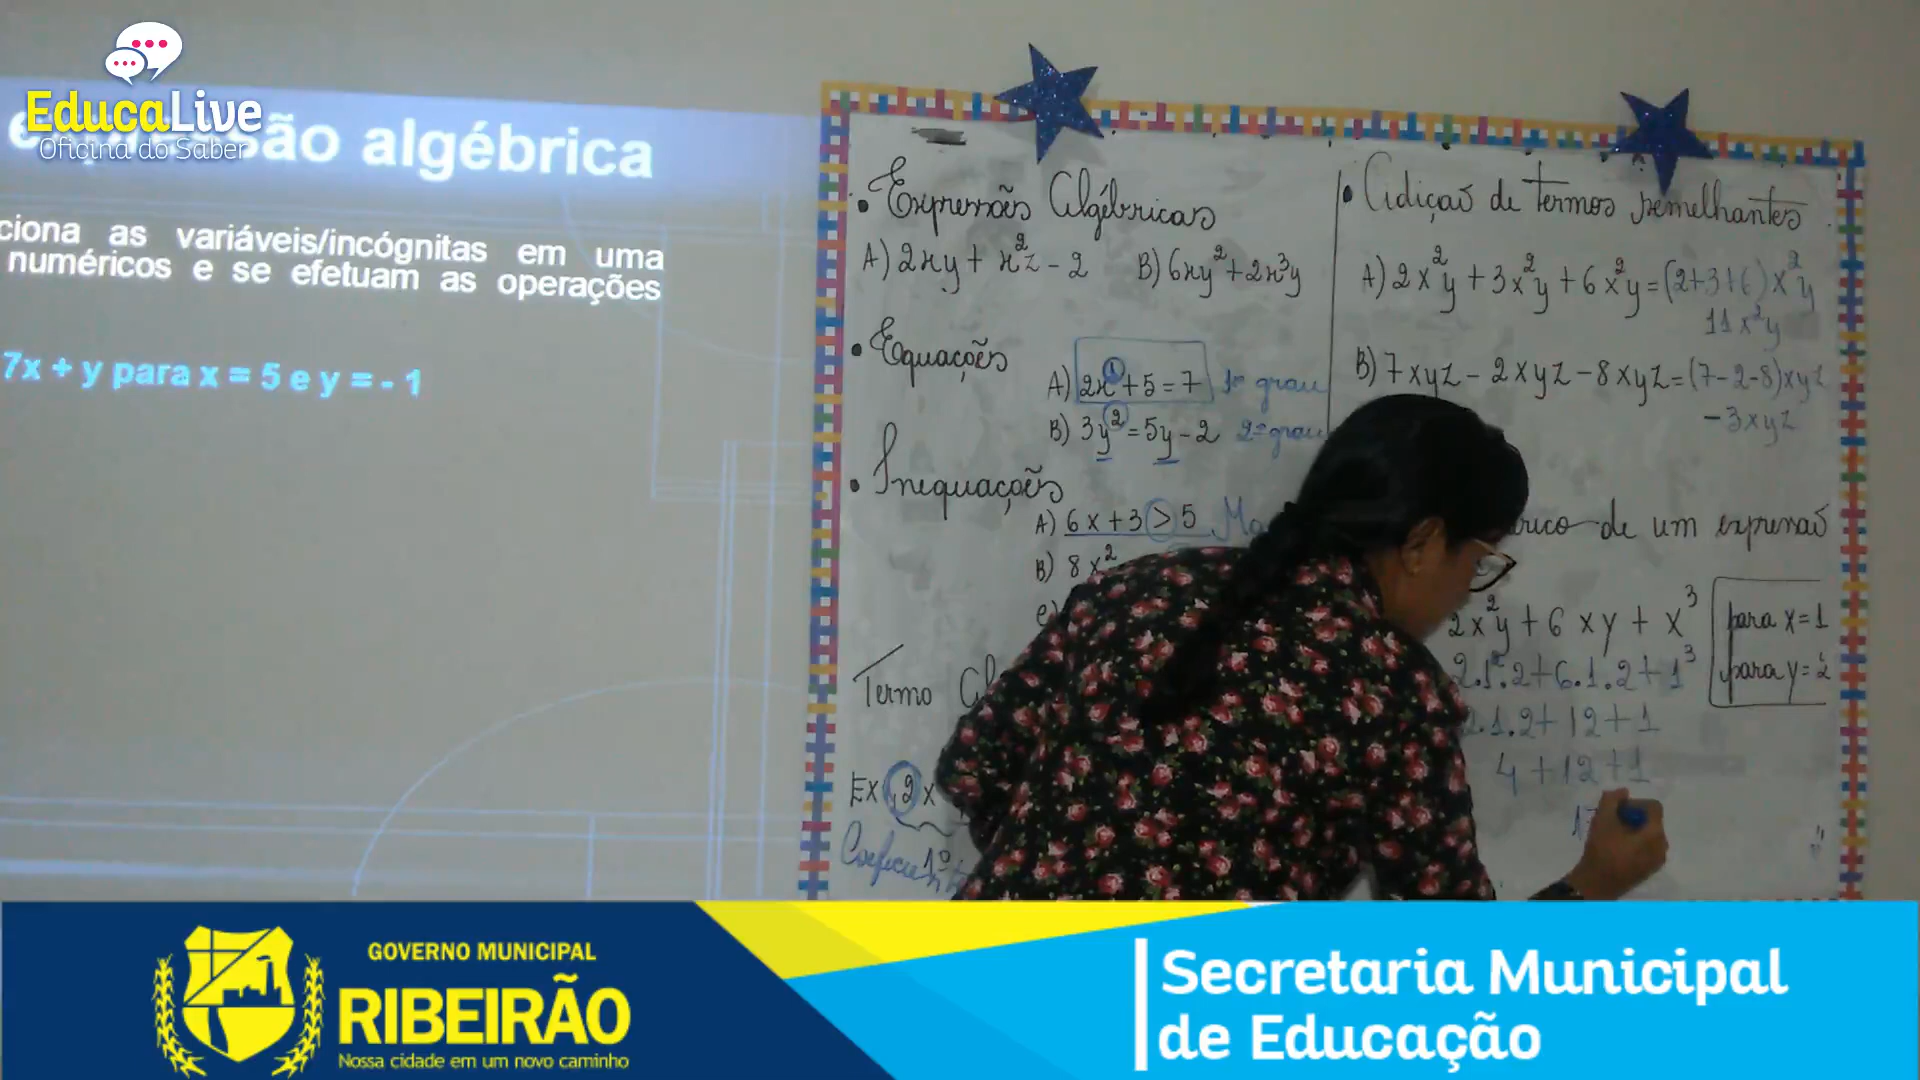 EducaLive
Oficina do Saber
são algébrica
ciona as variáveis/incógnitas em uma
numéricos e se efetuam as operações
7x + y para x = 5 e y = - 1
• Expressões Algébricas
A) 2xy + x²z - 2 B) 6xy² + 2x³y
• Equações
A) 2x¹ + 5 = 7 1º grau
B) 3y² = 5y - 2 2º grau
• Inequações
A) 6x + 3 > 5
B) 8x²
Termo
Ex 9x
• Adição de termos semelhantes
A) 2x²y + 3x²y + 6x²y = (2+3+6)x²y
11x²y
B) 7xyz - 2xyz - 8xyz = (7-2-8)xyz
-3xyz
de um expressão
2x²y + 6xy + x³ para x=1
2.1².2+6.1.2+1³ para y=2
2.1.2+12+1
4+12+1
GOVERNO MUNICIPAL
RIBEIRÃO
Nossa cidade em um novo caminho
Secretaria Municipal
de Educação